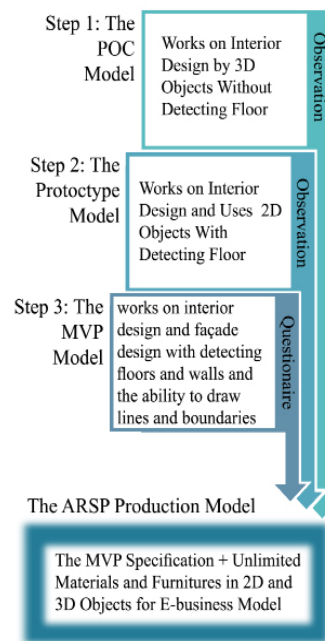 Step 1: The
POC
Model
Works on Interior
Design by 3D
Objects Without
Detecting Floor
Observation
Step 2: The
Protoctype
Model
Works on Interior
Design and Uses 2D
Objects With
Detecting Floor
Observation
Step 3: The
MVP
Model
works on interior
design and façade
design with detecting
floors and walls and
the ability to draw
lines and boundaries
Questionaire
The ARSP Production Model
The MVP Specification + Unlimited
Materials and Furnitures in 2D and
3D Objects for E-business Model